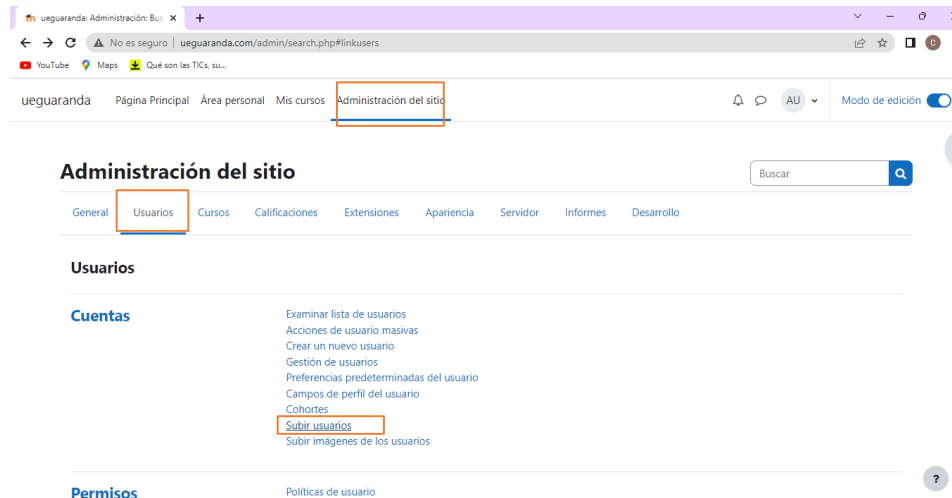 ueguaranda: Administración: Bus
No es seguro | ueguaranda.com/admin/search.php#linkusers
C
YouTube Maps Qué son las TICs, su...
ueguaranda Página Principal Área personal Mis cursos Administración del sitio AU Modo de edición
Administración del sitio
Buscar
General Usuarios Cursos Calificaciones Extensiones Apariencia Servidor Informes Desarrollo
Usuarios
Cuentas
Examinar lista de usuarios
Acciones de usuario masivas
Crear un nuevo usuario
Gestión de usuarios
Preferencias predeterminadas del usuario
Campos de perfil del usuario
Cohortes
Subir usuarios
Subir imágenes de los usuarios
?
Permisos Políticas de usuario